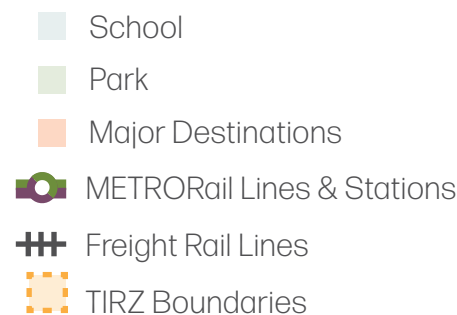 School
Park
Major Destinations
METRORail Lines & Stations
Freight Rail Lines
TIRZ Boundaries